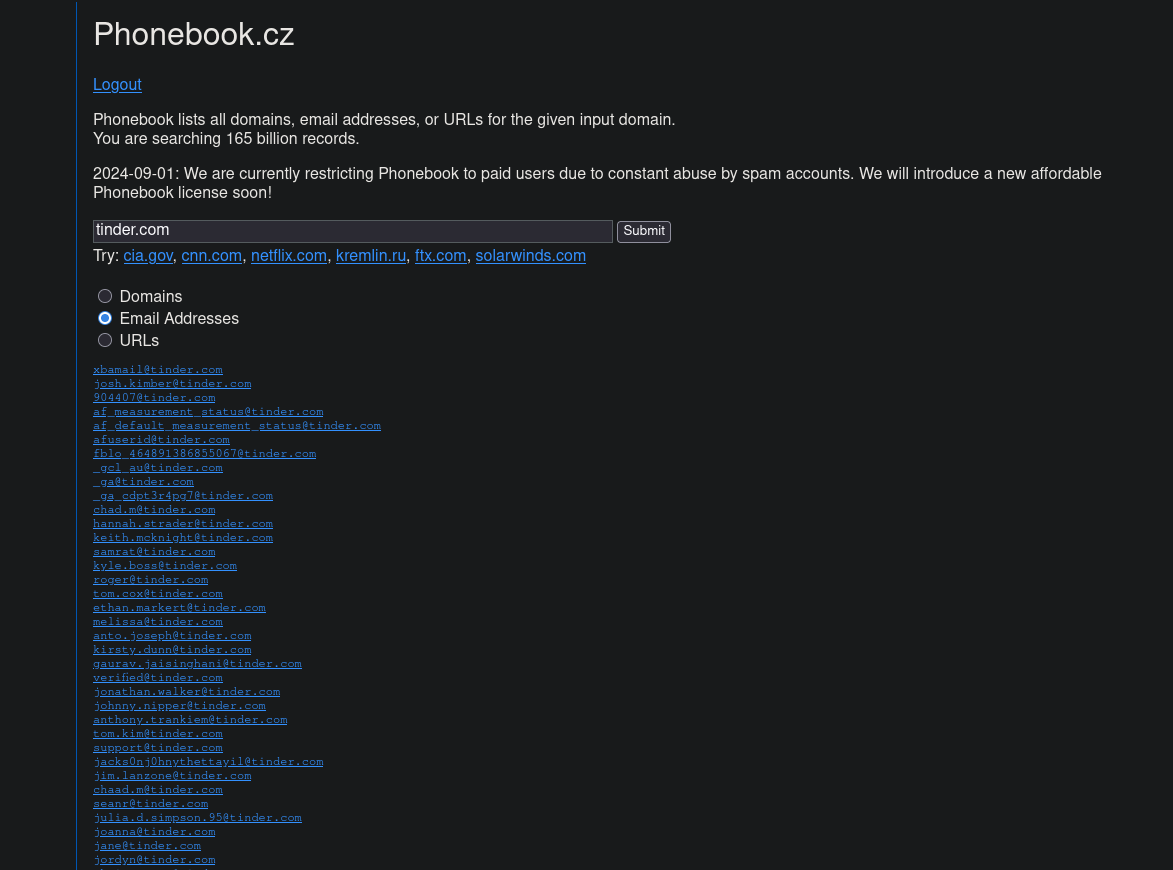 Phonebook.cz
Logout
Phonebook lists all domains, email addresses, or URLs for the given input domain.
You are searching 165 billion records.
2024-09-01: We are currently restricting Phonebook to paid users due to constant abuse by spam accounts. We will introduce a new affordable
Phonebook license soon!
tinder.com Submit
Try: cia.gov, cnn.com, netflix.com, kremlin.ru, ftx.com, solarwinds.com
Domains
Email Addresses
URLs
xbamail@tinder.com
josh.kimber@tinder.com
904407@tinder.com
af_measurement_status@tinder.com
af_default_measurement_status@tinder.com
afuserid@tinder.com
fblo_464891386855067@tinder.com
_gcl_au@tinder.com
_ga@tinder.com
_ga_cdpt3r4pg7@tinder.com
chad.m@tinder.com
hannah.strader@tinder.com
keith.mcknight@tinder.com
samrat@tinder.com
kyle.boss@tinder.com
roger@tinder.com
tom.cox@tinder.com
ethan.markert@tinder.com
melissa@tinder.com
anto.joseph@tinder.com
kirsty.dunn@tinder.com
gaurav.jaisinghani@tinder.com
verified@tinder.com
jonathan.walker@tinder.com
johnny.nipper@tinder.com
anthony.trankiem@tinder.com
tom.kim@tinder.com
support@tinder.com
jacks0nj0hnythettayil@tinder.com
jim.lanzone@tinder.com
chaad.m@tinder.com
seanr@tinder.com
julia.d.simpson.95@tinder.com
joanna@tinder.com
jane@tinder.com
jordyn@tinder.com